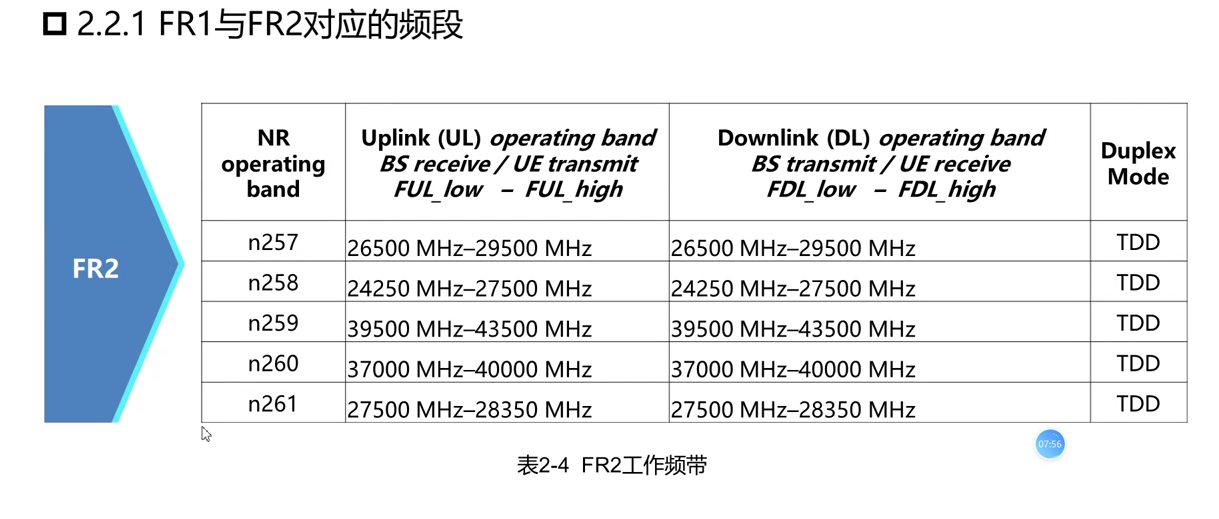 2.2.1 FR1与FR2对应的频段
FR2
NR operating band
Uplink (UL) operating band
BS receive / UE transmit
FUL_low – FUL_high
Downlink (DL) operating band
BS transmit / UE receive
FDL_low – FDL_high
Duplex Mode
n257 26500 MHz–29500 MHz 26500 MHz–29500 MHz TDD
n258 24250 MHz–27500 MHz 24250 MHz–27500 MHz TDD
n259 39500 MHz–43500 MHz 39500 MHz–43500 MHz TDD
n260 37000 MHz–40000 MHz 37000 MHz–40000 MHz TDD
n261 27500 MHz–28350 MHz 27500 MHz–28350 MHz TDD
07:56
表2-4 FR2工作频带